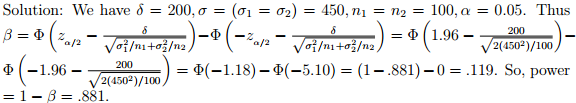 Solution: We have δ = 200, σ = (σ₁ = σ₂) = 450, n₁ = n₂ = 100, α = 0.05. Thus
β = Φ (z_{α/2} − δ/√(σ₁²/n₁+σ₂²/n₂)) − Φ (−z_{α/2} − δ/√(σ₁²/n₁+σ₂²/n₂)) = Φ (1.96 − 200/√(2(450²)/100)) −
Φ (−1.96 − 200/√(2(450²)/100)) = Φ(−1.18) − Φ(−5.10) = (1 − .881) − 0 = .119. So, power
= 1 − β = .881.